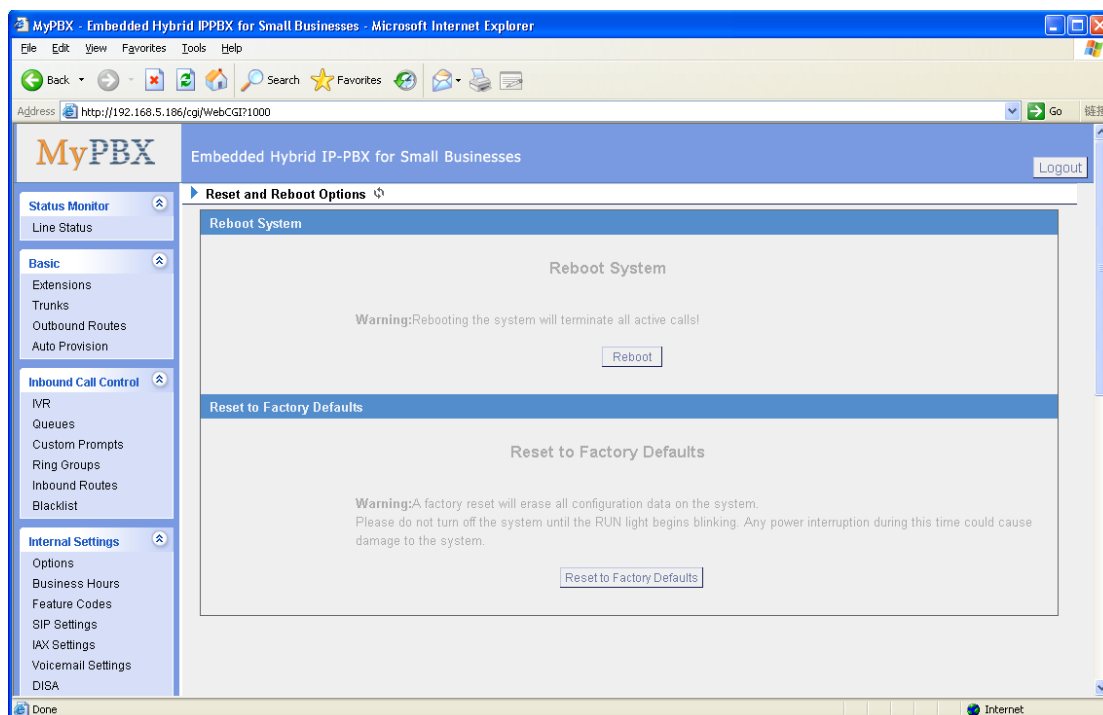 MyPBX - Embedded Hybrid IPPBX for Small Businesses - Microsoft Internet Explorer
File Edit View Favorites Tools Help
Back Search Favorites
Address http://192.168.5.186/cgi/WebCGI?1000 Go 链接
MyPBX
Embedded Hybrid IP-PBX for Small Businesses
Logout
Status Monitor
Line Status
Basic
Extensions
Trunks
Outbound Routes
Auto Provision
Inbound Call Control
IVR
Queues
Custom Prompts
Ring Groups
Inbound Routes
Blacklist
Internal Settings
Options
Business Hours
Feature Codes
SIP Settings
IAX Settings
Voicemail Settings
DISA
Reset and Reboot Options
Reboot System
Reboot System
Warning:Rebooting the system will terminate all active calls!
Reboot
Reset to Factory Defaults
Reset to Factory Defaults
Warning:A factory reset will erase all configuration data on the system.
Please do not turn off the system until the RUN light begins blinking. Any power interruption during this time could cause
damage to the system.
Reset to Factory Defaults
Done
Internet